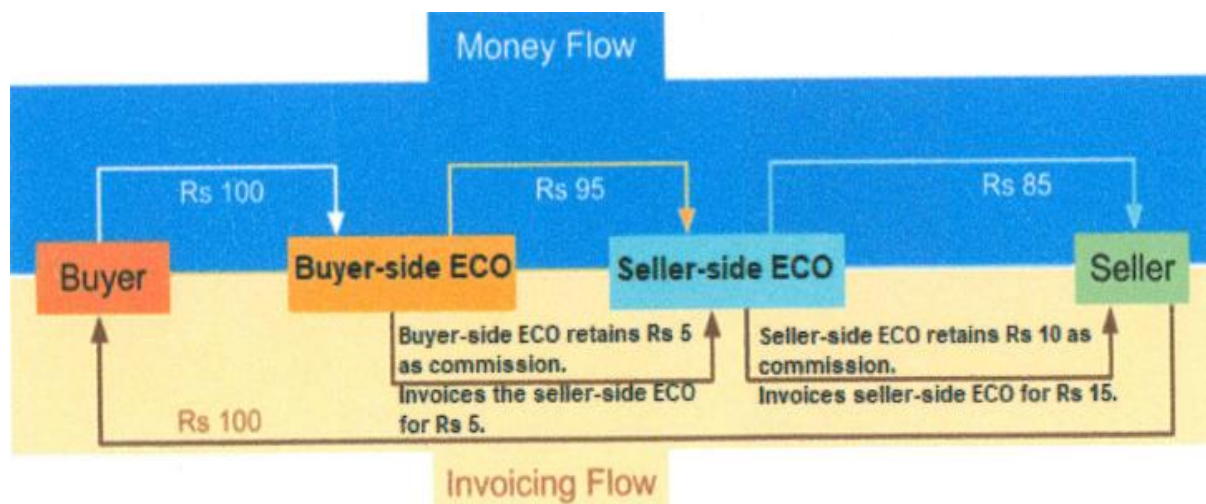 Money Flow
Rs 100
Rs 95
Rs 85
Buyer
Buyer-side ECO
Seller-side ECO
Seller
Buyer-side ECO retains Rs 5
as commission.
Invoices the seller-side ECO
for Rs 5.
Seller-side ECO retains Rs 10 as
commission.
Invoices seller-side ECO for Rs 15.
Rs 100
Invoicing Flow